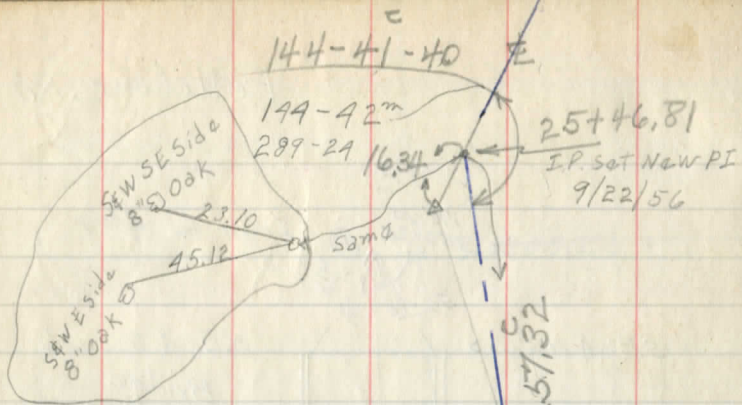 c
144-41-40
144-42m
289-24
16.34
25+46.81
I.P. Set New PI
9/22/56
S&W SE Side
8" Oak
23.10
same
45.12
S&W E Side
8" Oak
c
57.32